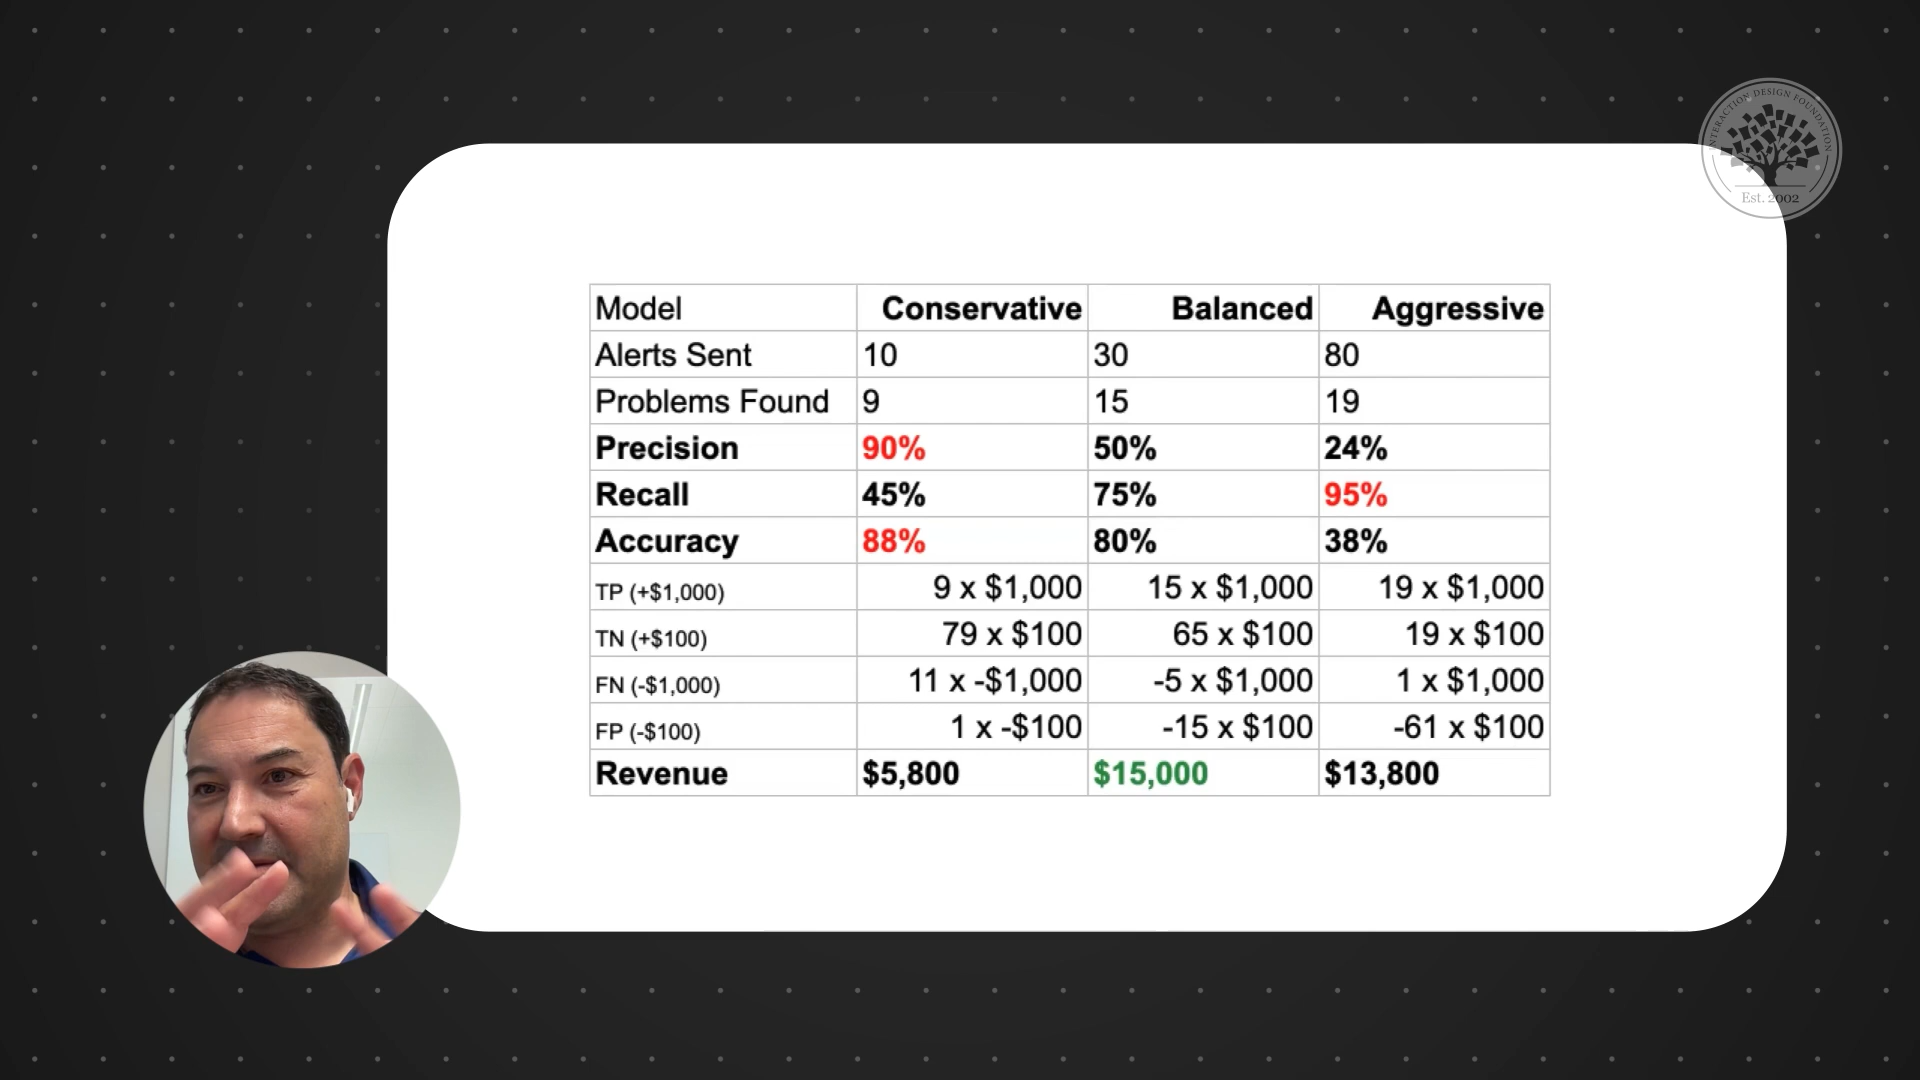 INTERACTION DESIGN FOUNDATION
Est. 2002
Model Conservative Balanced Aggressive
Alerts Sent 10 30 80
Problems Found 9 15 19
Precision 90% 50% 24%
Recall 45% 75% 95%
Accuracy 88% 80% 38%
TP (+$1,000) 9 x $1,000 15 x $1,000 19 x $1,000
TN (+$100) 79 x $100 65 x $100 19 x $100
FN (-$1,000) 11 x -$1,000 -5 x $1,000 1 x $1,000
FP (-$100) 1 x -$100 -15 x $100 -61 x $100
Revenue $5,800 $15,000 $13,800